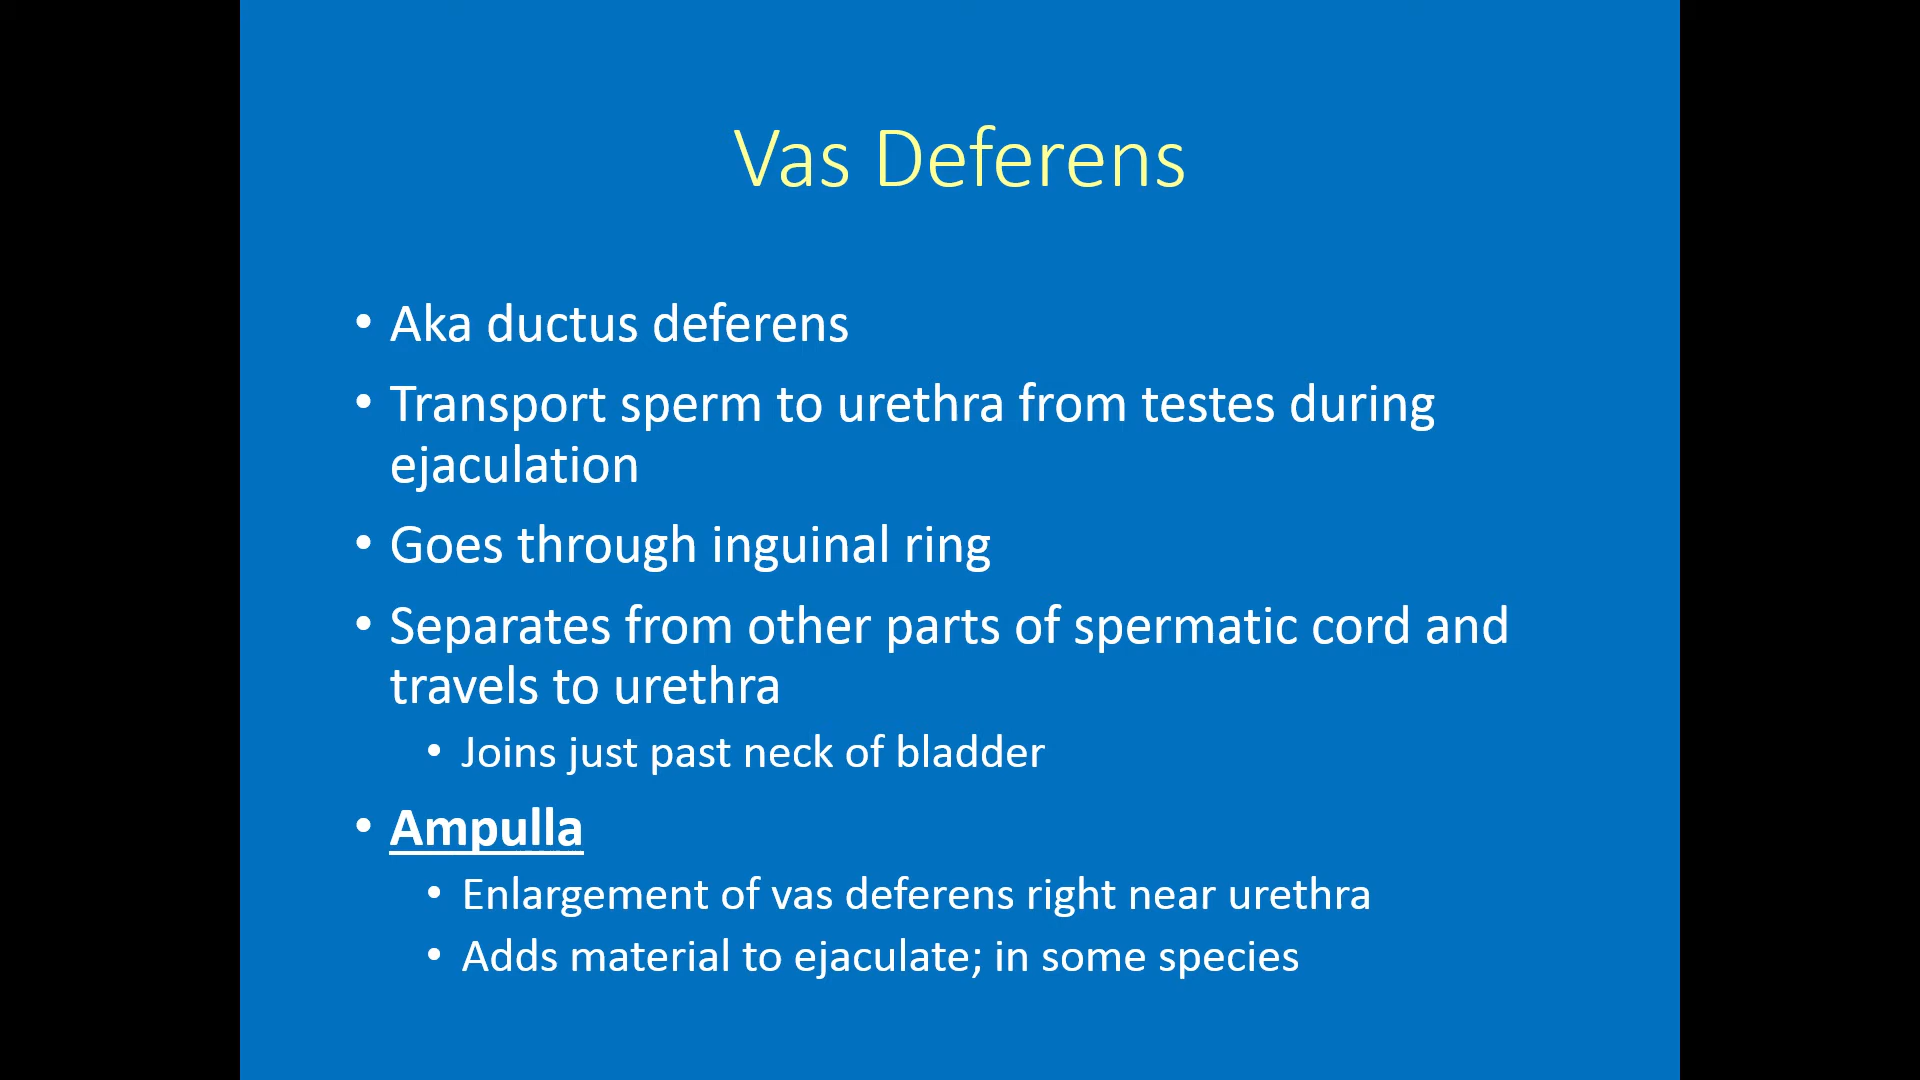 Vas Deferens
• Aka ductus deferens
• Transport sperm to urethra from testes during
ejaculation
• Goes through inguinal ring
• Separates from other parts of spermatic cord and
travels to urethra
• Joins just past neck of bladder
• Ampulla
• Enlargement of vas deferens right near urethra
• Adds material to ejaculate; in some species